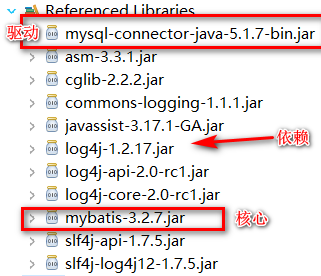 Referenced Libraries
驱动
mysql-connector-java-5.1.7-bin.jar
asm-3.3.1.jar
cglib-2.2.2.jar
commons-logging-1.1.1.jar
javassist-3.17.1-GA.jar
log4j-1.2.17.jar
依赖
log4j-api-2.0-rc1.jar
log4j-core-2.0-rc1.jar
mybatis-3.2.7.jar
核心
slf4j-api-1.7.5.jar
slf4j-log4j12-1.7.5.jar